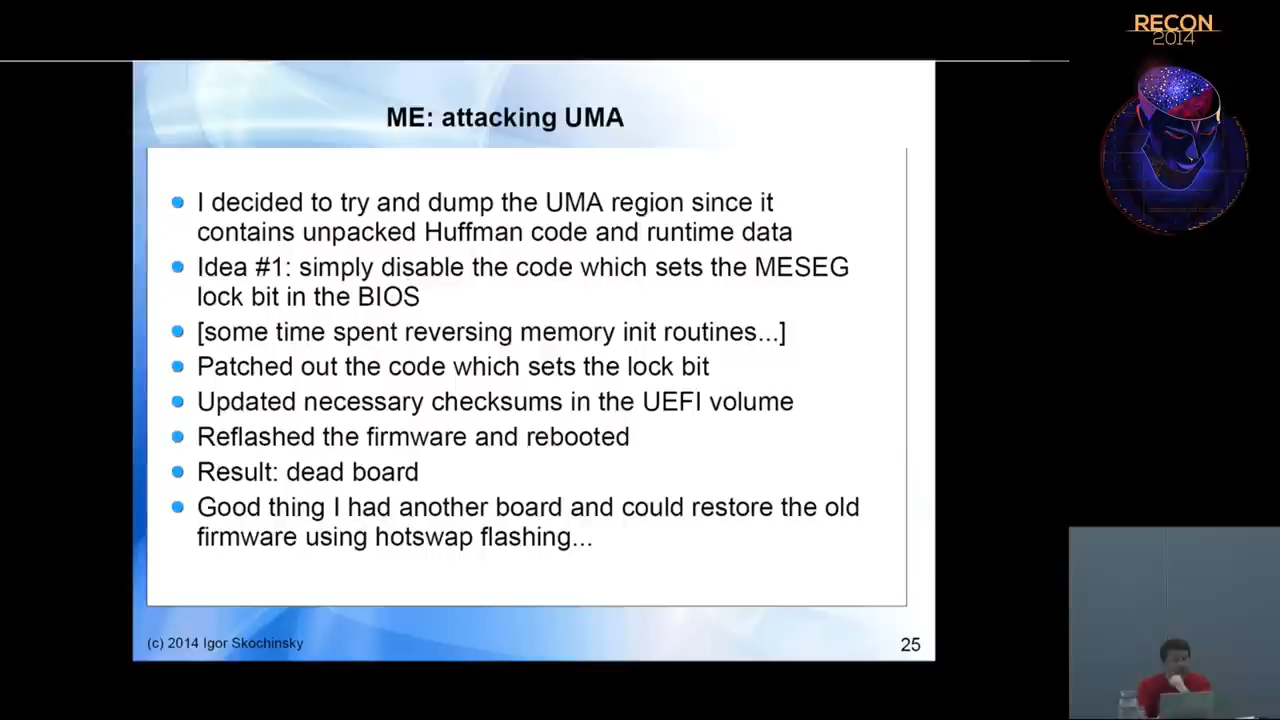 RECON
2014
ME: attacking UMA
I decided to try and dump the UMA region since it
contains unpacked Huffman code and runtime data
Idea #1: simply disable the code which sets the MESEG
lock bit in the BIOS
[some time spent reversing memory init routines...]
Patched out the code which sets the lock bit
Updated necessary checksums in the UEFI volume
Reflashed the firmware and rebooted
Result: dead board
Good thing I had another board and could restore the old
firmware using hotswap flashing...
(c) 2014 Igor Skochinsky
25